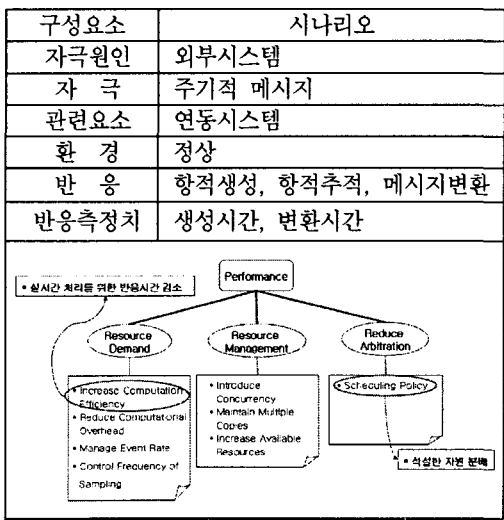 구성요소 시나리오
자극원인 외부시스템
자 극 주기적 메시지
관련요소 연동시스템
환 경 정상
반 응 항적생성, 항적추적, 메시지변환
반응측정치 생성시간, 변환시간
Performance
• 실시간 처리를 위한 반응시간 감소
Resource
Demand
Resource
Management
Reduce
Arbitration
• Increase Computation
Efficiency
• Reduce Computational
Overhead
• Manage Event Rate
• Control Frequency of
Sampling
• Introduce
Concurrency
• Maintain Multiple
Copies
• Increase Available
Resources
• Scheduling Policy
• 적절한 자원 분배